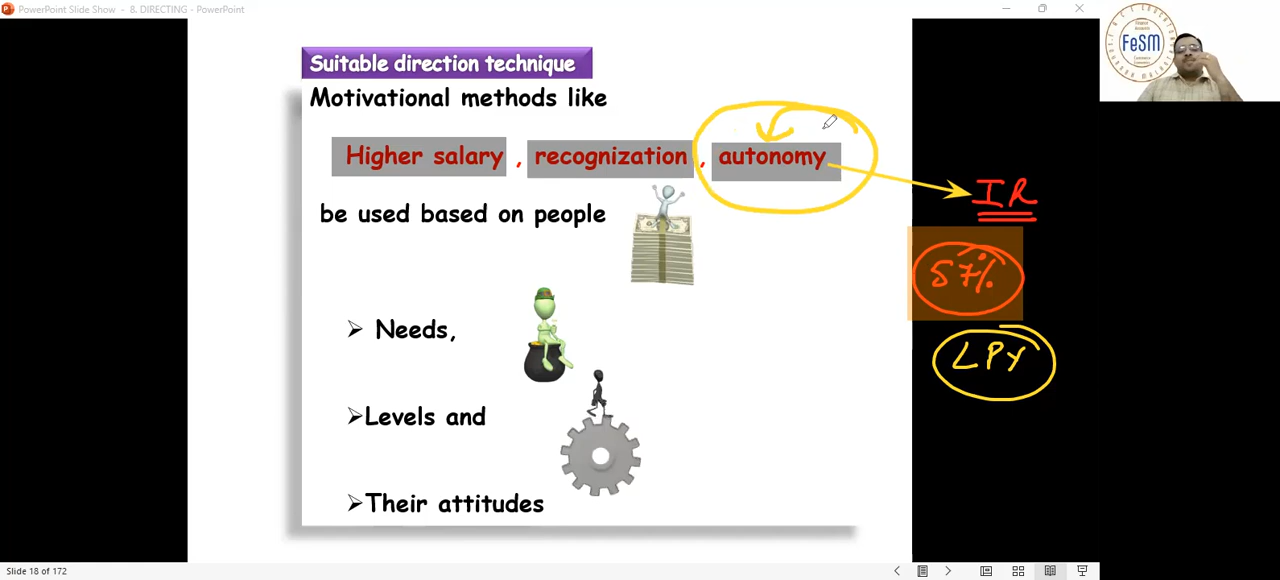 PowerPoint Slide Show - 8. DIRECTING - PowerPoint
FeSM
Suitable direction technique
Motivational methods like
Higher salary , recognization , autonomy
IR
be used based on people
57%
Needs,
LPY
Levels and
Their attitudes
Slide 18 of 172